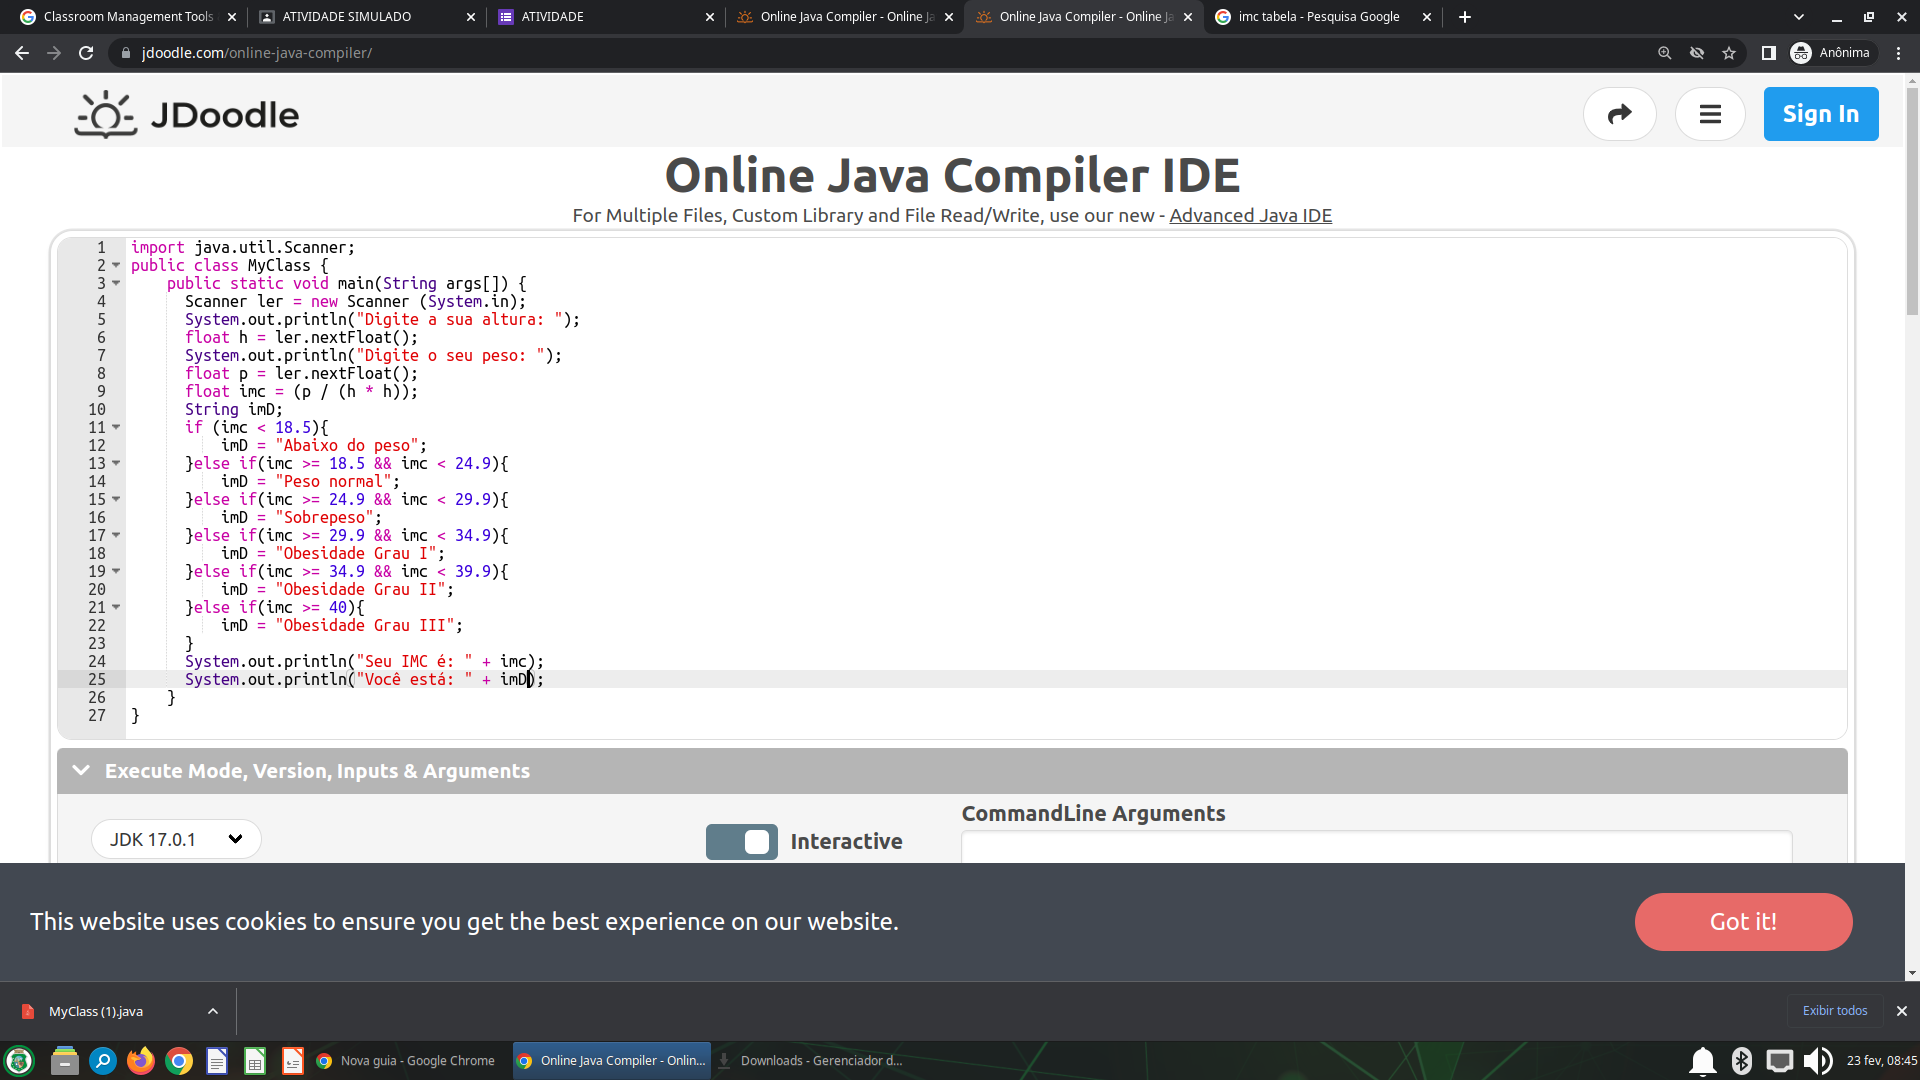 Classroom Management Tools
ATIVIDADE SIMULADO
ATIVIDADE
Online Java Compiler - Online Ja
Online Java Compiler - Online Ja
imc tabela - Pesquisa Google
jdoodle.com/online-java-compiler/
Anônima
JDoodle
Sign In
Online Java Compiler IDE
For Multiple Files, Custom Library and File Read/Write, use our new - Advanced Java IDE
1 import java.util.Scanner;
2 public class MyClass {
3 public static void main(String args[]) {
4 Scanner ler = new Scanner (System.in);
5 System.out.println("Digite a sua altura: ");
6 float h = ler.nextFloat();
7 System.out.println("Digite o seu peso: ");
8 float p = ler.nextFloat();
9 float imc = (p / (h * h));
10 String imD;
11 if (imc < 18.5){
12 imD = "Abaixo do peso";
13 }else if(imc >= 18.5 && imc < 24.9){
14 imD = "Peso normal";
15 }else if(imc >= 24.9 && imc < 29.9){
16 imD = "Sobrepeso";
17 }else if(imc >= 29.9 && imc < 34.9){
18 imD = "Obesidade Grau I";
19 }else if(imc >= 34.9 && imc < 39.9){
20 imD = "Obesidade Grau II";
21 }else if(imc >= 40){
22 imD = "Obesidade Grau III";
23 }
24 System.out.println("Seu IMC é: " + imc);
25 System.out.println("Você está: " + imD);
26 }
27 }
Execute Mode, Version, Inputs & Arguments
CommandLine Arguments
JDK 17.0.1
Interactive
This website uses cookies to ensure you get the best experience on our website.
Got it!
MyClass (1).java
Exibir todos
Nova guia - Google Chrome
Online Java Compiler - Onlin...
Downloads - Gerenciador d...
23 fev, 08:45